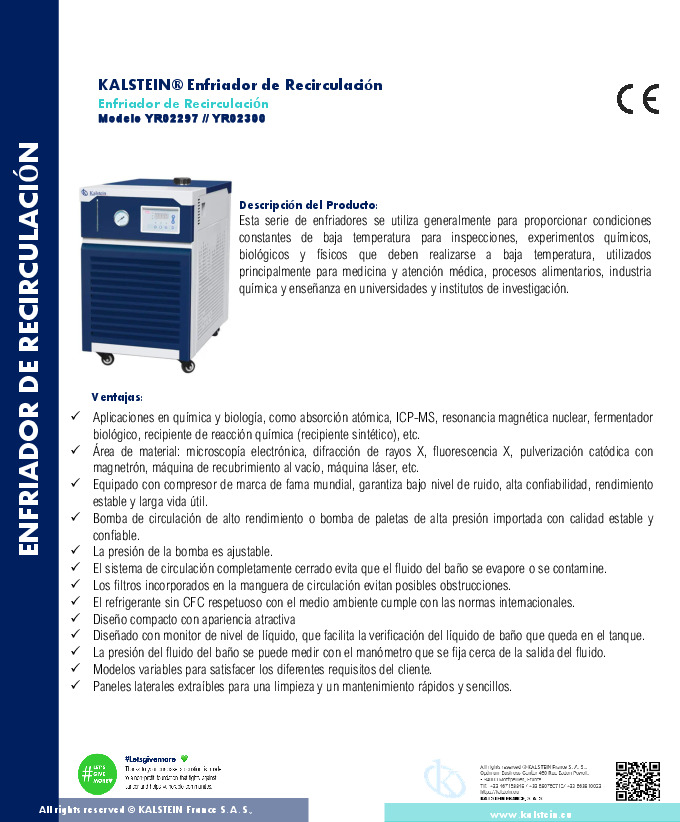 KALSTEIN® Enfriador de Recirculación
Enfriador de Recirculación
Modelo YR02297 // YR02300
CE
ENFRIADOR DE RECIRCULACIÓN
Kalstein
Descripción del Producto:
Esta serie de enfriadores se utiliza generalmente para proporcionar condiciones
constantes de baja temperatura para inspecciones, experimentos químicos,
biológicos y físicos que deben realizarse a baja temperatura, utilizados
principalmente para medicina y atención médica, procesos alimentarios, industria
química y enseñanza en universidades y institutos de investigación.
Ventajas:
✓ Aplicaciones en química y biología, como absorción atómica, ICP-MS, resonancia magnética nuclear, fermentador
biológico, recipiente de reacción química (recipiente sintético), etc.
✓ Área de material: microscopía electrónica, difracción de rayos X, fluorescencia X, pulverización catódica con
magnetrón, máquina de recubrimiento al vacío, máquina láser, etc.
✓ Equipado con compresor de marca de fama mundial, garantiza bajo nivel de ruido, alta confiabilidad, rendimiento
estable y larga vida útil.
✓ Bomba de circulación de alto rendimiento o bomba de paletas de alta presión importada con calidad estable y
confiable.
✓ La presión de la bomba es ajustable.
✓ El sistema de circulación completamente cerrado evita que el fluido del baño se evapore o se contamine.
✓ Los filtros incorporados en la manguera de circulación evitan posibles obstrucciones.
✓ El refrigerante sin CFC respetuoso con el medio ambiente cumple con las normas internacionales.
✓ Diseño compacto con apariencia atractiva
✓ Diseñado con monitor de nivel de líquido, que facilita la verificación del líquido de baño que queda en el tanque.
✓ La presión del fluido del baño se puede medir con el manómetro que se fija cerca de la salida del fluido.
✓ Modelos variables para satisfacer los diferentes requisitos del cliente.
✓ Paneles laterales extraíbles para una limpieza y un mantenimiento rápidos y sencillos.
# LET'S
GIVE
MORE
#Letsgivemore
All rights reserved © KALSTEIN France S. A. S.,
KALSTEIN FRANCE, S. A. S
All rights reserved © KALSTEIN France S. A. S.,
www.kalstein.eu